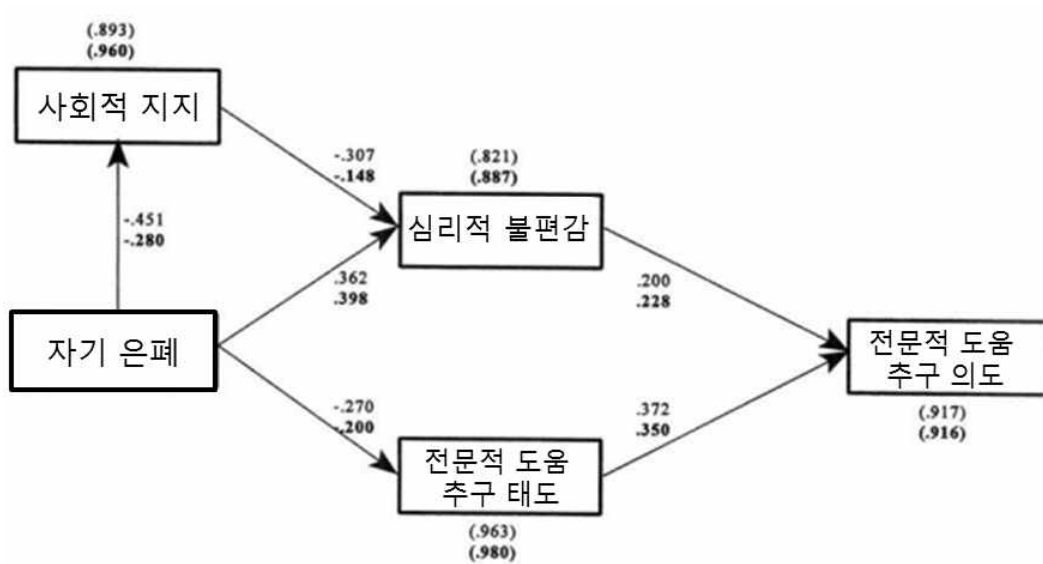 (.893)
(.960)
사회적 지지
-.307
-.148
(.821)
(.887)
심리적 불편감
-.451
-.280
.362
.398
.200
.228
자기 은폐
전문적 도움
추구 의도
(.917)
(.916)
-.270
-.200
.372
.350
전문적 도움
추구 태도
(.963)
(.980)